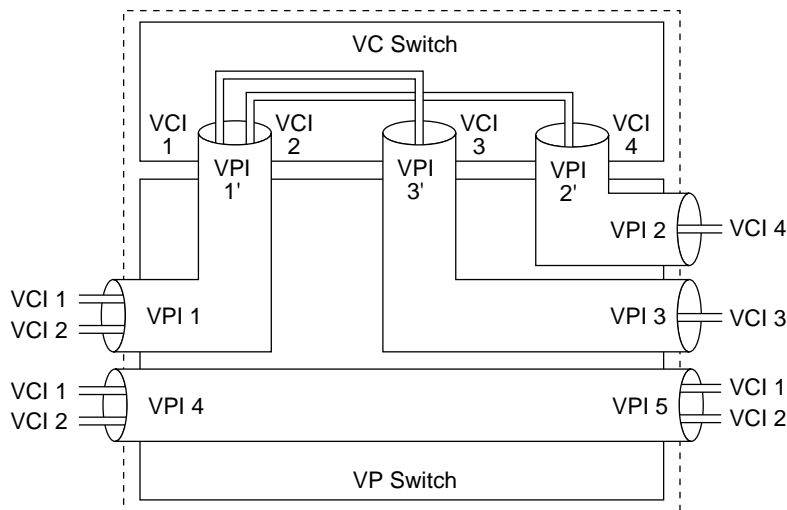 VC Switch
VCI
1
VCI
2
VCI
3
VCI
4
VPI
1'
VPI
3'
VPI
2'
VPI 2
VCI 4
VCI 1
VCI 2
VPI 1
VPI 3
VCI 3
VCI 1
VCI 2
VPI 4
VPI 5
VCI 1
VCI 2
VP Switch